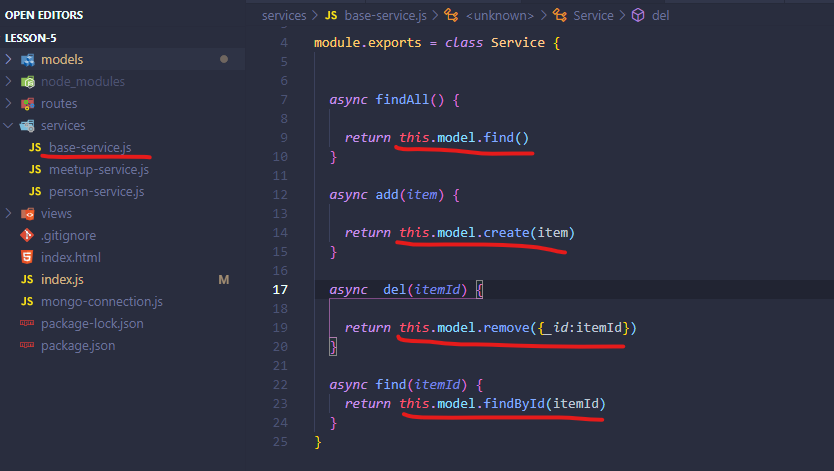 OPEN EDITORS
LESSON-5
models
node_modules
routes
services
JS base-service.js
JS meetup-service.js
JS person-service.js
views
.gitignore
index.html
JS index.js M
JS mongo-connection.js
package-lock.json
package.json
services > JS base-service.js > <unknown> > Service > del
4 module.exports = class Service {
5
6
7 async findAll() {
8
9 return this.model.find()
10 }
11
12 async add(item) {
13
14 return this.model.create(item)
15 }
16
17 async  del(itemId) {
18
19 return this.model.remove({_id:itemId})
20 }
21
22 async find(itemId) {
23 return this.model.findById(itemId)
24 }
25 }